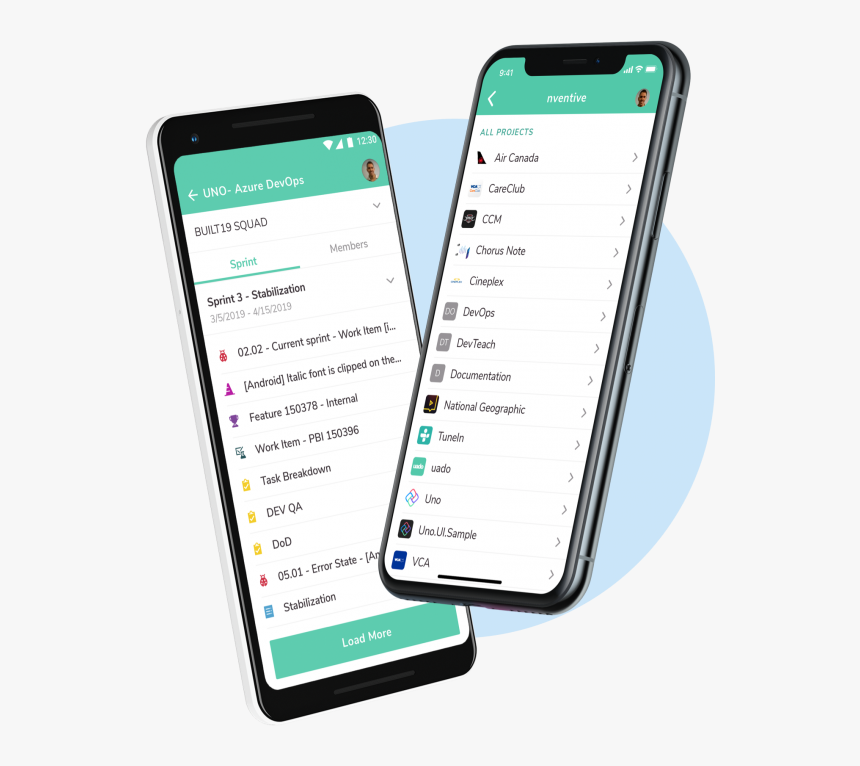 12:30
UNO- Azure DevOps
BUILT19 SQUAD
Sprint
Members
Sprint 3 - Stabilization
3/5/2019 - 4/15/2019
02.02 - Current sprint - Work Item [i...
[Android] Italic font is clipped on the...
Feature 150378 - Internal
Work Item - PBI 150396
Task Breakdown
DEV QA
DoD
05.01 - Error State - [An
Stabilization
Load More
9:41
nventive
ALL PROJECTS
Air Canada
CareClub
CCM
Chorus Note
Cineplex
DO DevOps
DT DevTeach
D Documentation
National Geographic
TuneIn
uado uado
Uno
Uno.UI.Sample
VCA